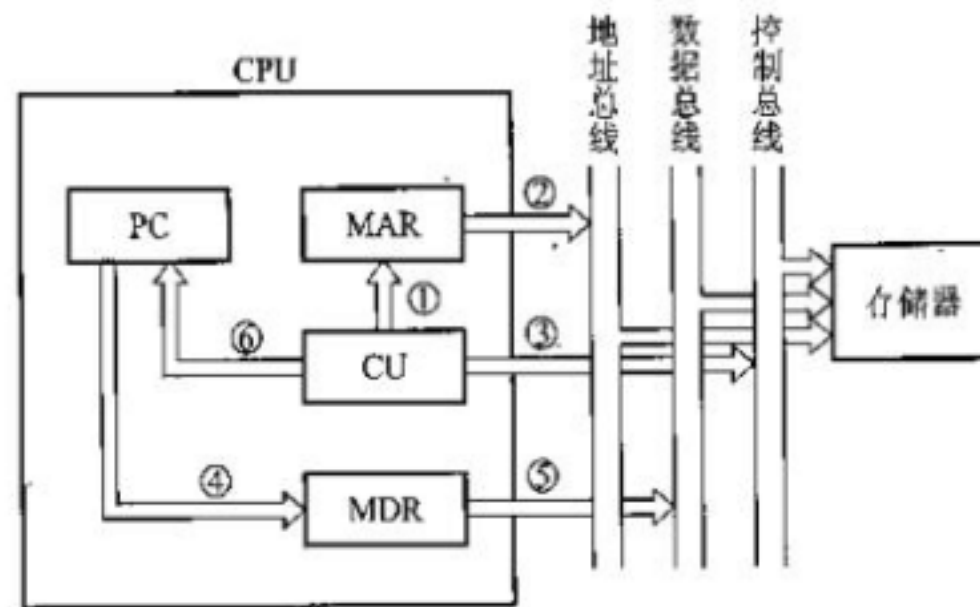 CPU
地址总线
数据总线
控制总线
PC
MAR
②
①
⑥
CU
③
存储器
④
MDR
⑤